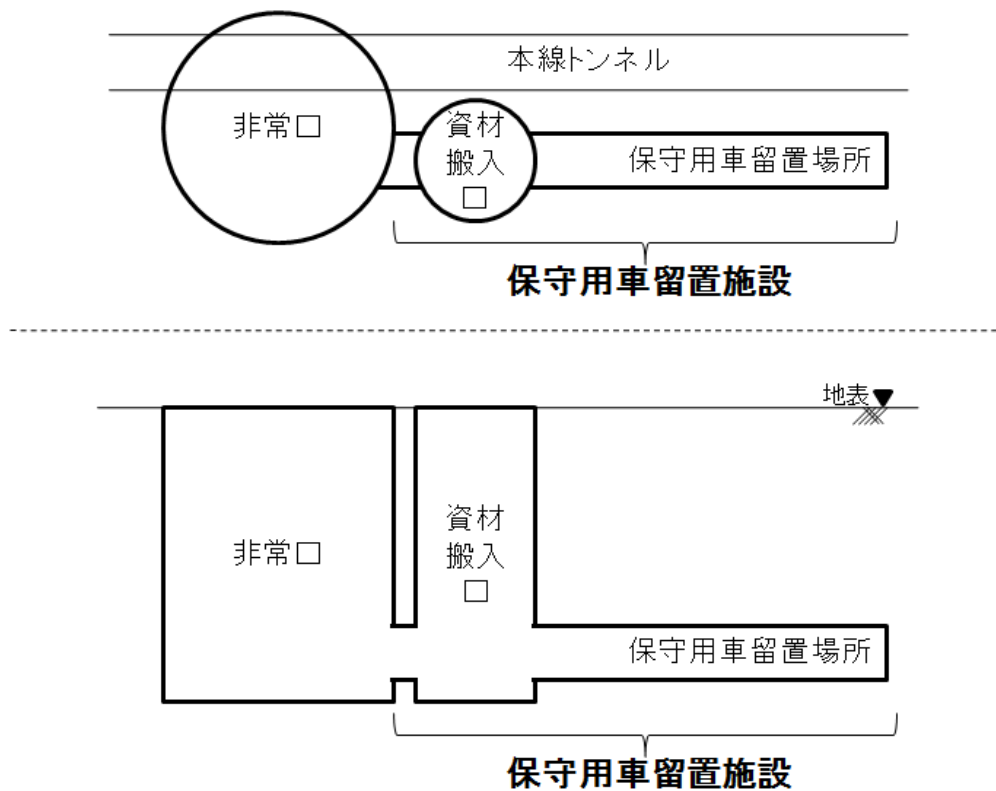 本線トンネル
非常口
資材
搬入
口
保守用車留置場所
保守用車留置施設
地表
非常口
資材
搬入
口
保守用車留置場所
保守用車留置施設